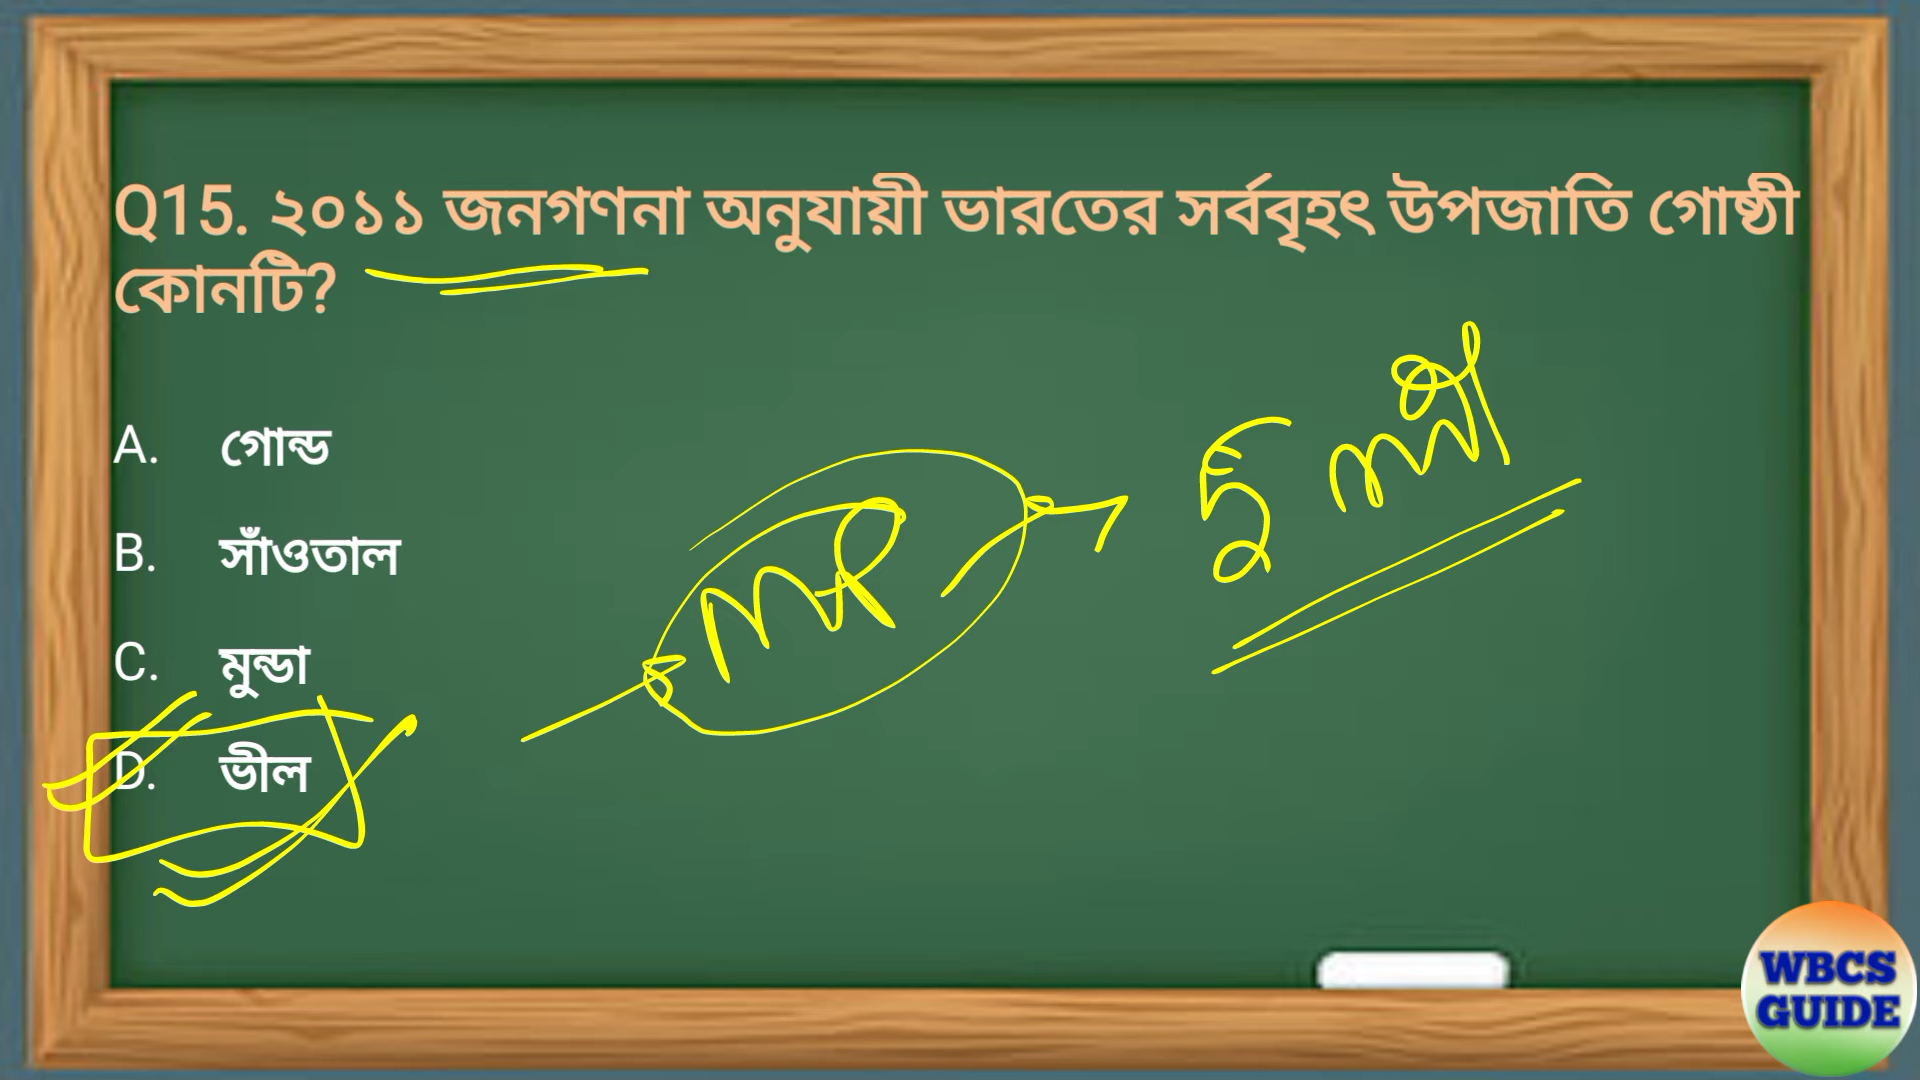 Q15. ২০১১ জনগণনা অনুযায়ী ভারতের সর্ববৃহৎ উপজাতি গোষ্ঠী
কোনটি?
A. গোন্ড
B. সাঁওতাল
C. মুন্ডা
D. ভীল
MP
WBCS
GUIDE